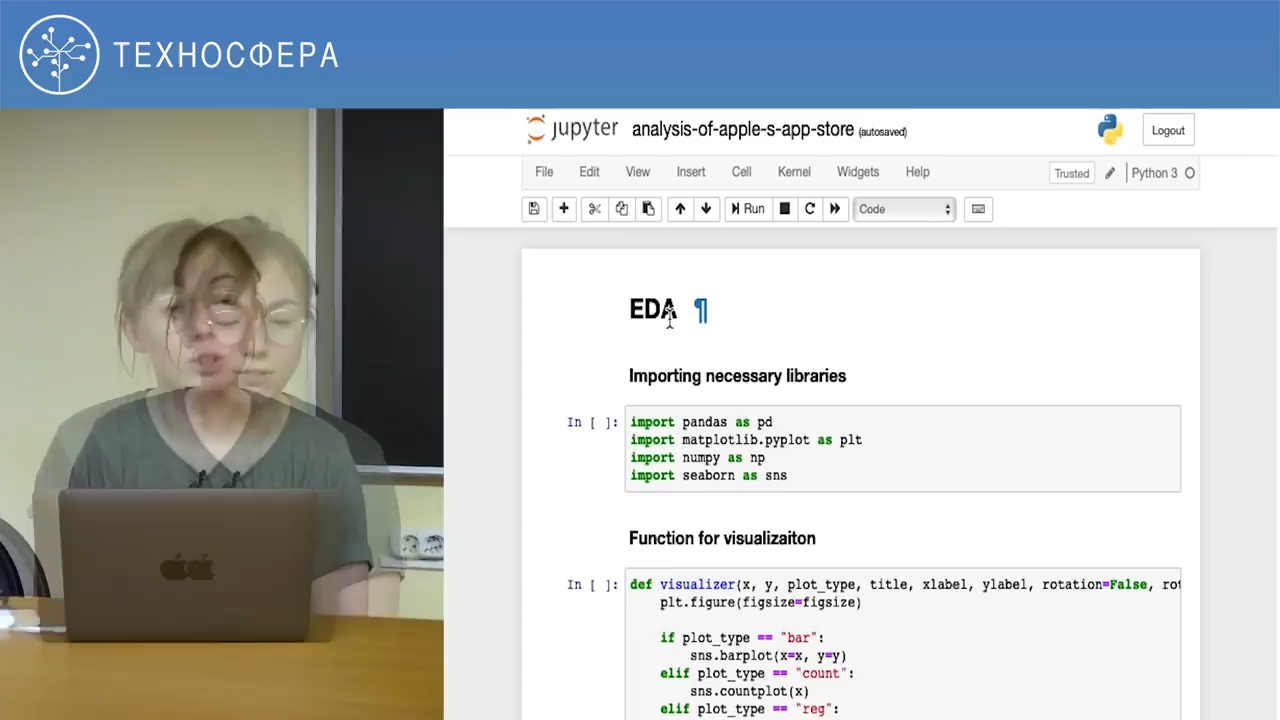 ТЕХНОСФЕРА
jupyter analysis-of-apple-s-app-store (autosaved)
Logout
File Edit View Insert Cell Kernel Widgets Help
Trusted
Python 3
Run
Code
EDA ¶
Importing necessary libraries
In [ ]:
import pandas as pd
import matplotlib.pyplot as plt
import numpy as np
import seaborn as sns
Function for visualizaiton
In [ ]:
def visualizer(x, y, plot_type, title, xlabel, ylabel, rotation=False, rot
plt.figure(figsize=figsize)
if plot_type == "bar":
sns.barplot(x=x, y=y)
elif plot_type == "count":
sns.countplot(x)
elif plot_type == "reg":